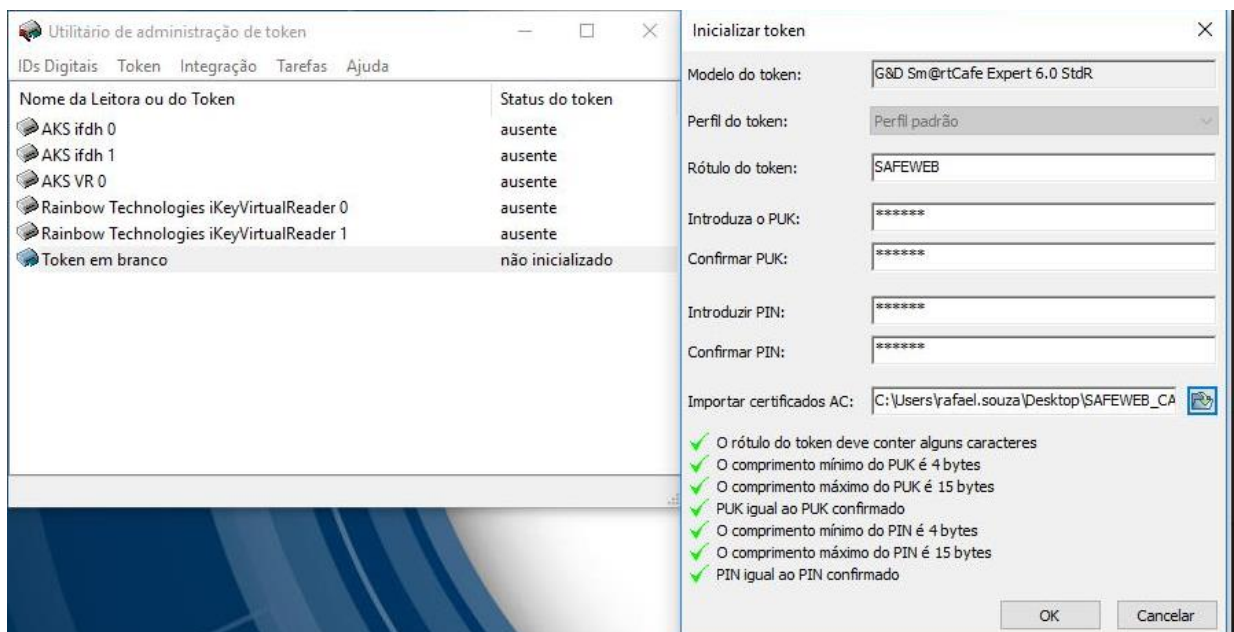 Utilitário de administração de token
IDs Digitais Token Integração Tarefas Ajuda
Nome da Leitora ou do Token Status do token
AKS ifdh 0 ausente
AKS ifdh 1 ausente
AKS VR 0 ausente
Rainbow Technologies iKeyVirtualReader 0 ausente
Rainbow Technologies iKeyVirtualReader 1 ausente
Token em branco não inicializado
Inicializar token
Modelo do token: G&D Sm@rtCafe Expert 6.0 StdR
Perfil do token: Perfil padrão
Rótulo do token: SAFEWEB
Introduza o PUK: ******
Confirmar PUK: ******
Introduzir PIN: ******
Confirmar PIN: ******
Importar certificados AC: C:\Users\rafael.souza\Desktop\SAFEWEB_CA
O rótulo do token deve conter alguns caracteres
O comprimento mínimo do PUK é 4 bytes
O comprimento máximo do PUK é 15 bytes
PUK igual ao PUK confirmado
O comprimento mínimo do PIN é 4 bytes
O comprimento máximo do PIN é 15 bytes
PIN igual ao PIN confirmado
OK Cancelar